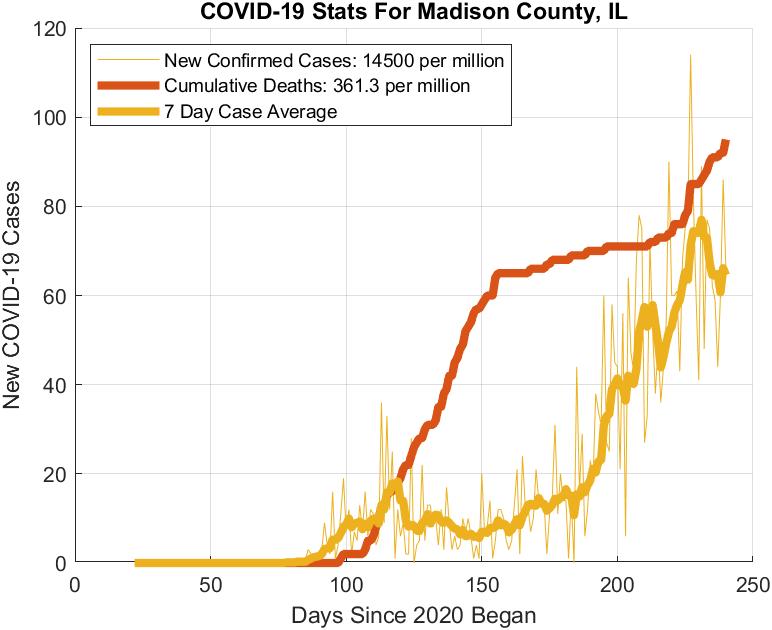 COVID-19 Stats For Madison County, IL
120
New Confirmed Cases: 14500 per million
Cumulative Deaths: 361.3 per million
7 Day Case Average
100
80
60
40
20
0
New COVID-19 Cases
0 50 100 150 200 250
Days Since 2020 Began